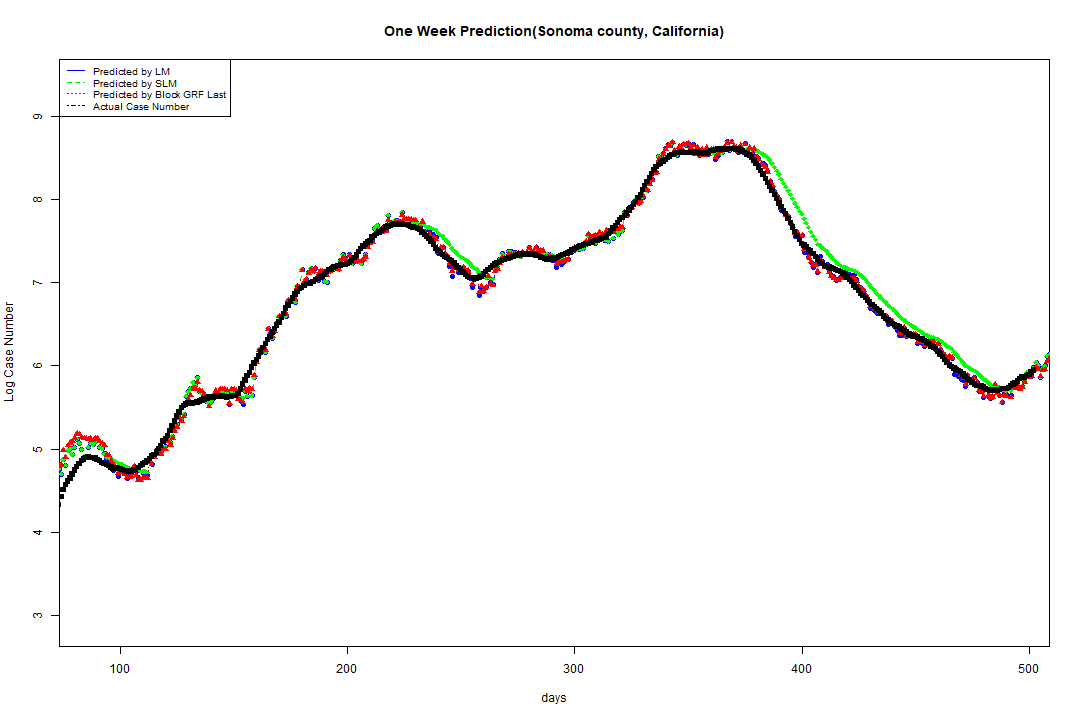 One Week Prediction(Sonoma county, California)
Predicted by LM
Predicted by SLM
Predicted by Block GRF Last
Actual Case Number
9
8
7
6
5
4
3
Log Case Number
100 200 300 400 500
days